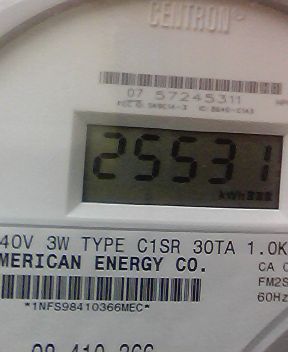 CENTRON
07 57245311
25531
kWh
40V 3W TYPE C1SR 30TA 1.0K
MERICAN ENERGY CO.
CA 0
FM2S
60Hz
*1NFS98410366MEC*